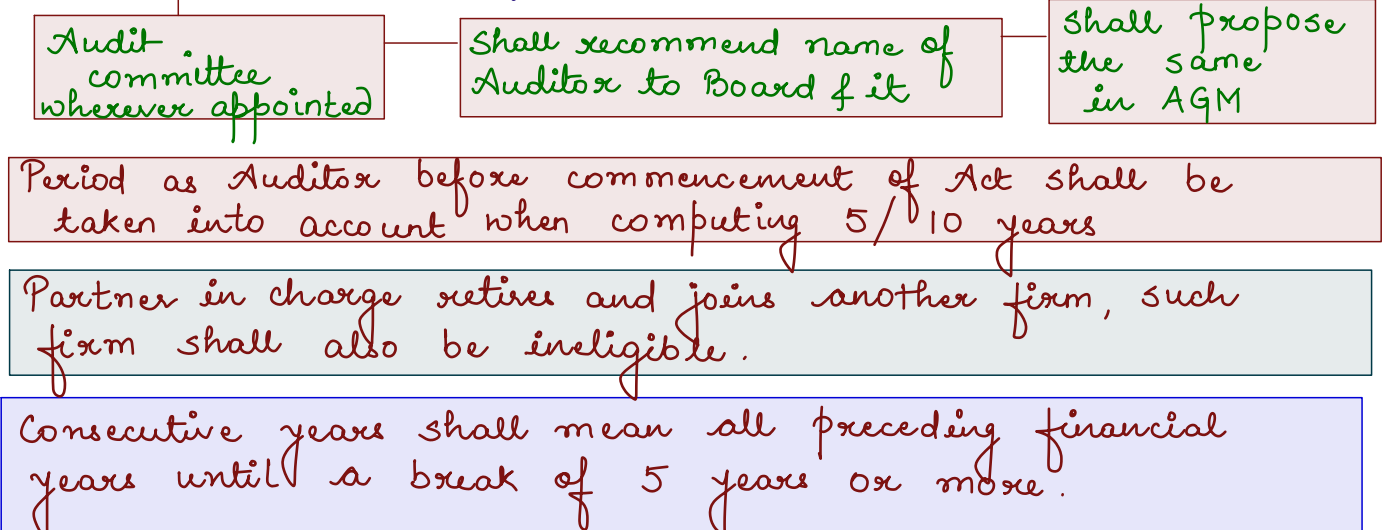 Audit
committee
wherever appointed
Shall recommend name of
Auditor to Board & it
Shall propose
the same
in AGM
Period as Auditor before commencement of Act shall be
taken into account when computing 5/10 years
Partner in charge retires and joins another firm, such
firm shall also be ineligible.
Consecutive years shall mean all preceding financial
years until a break of 5 years or more.